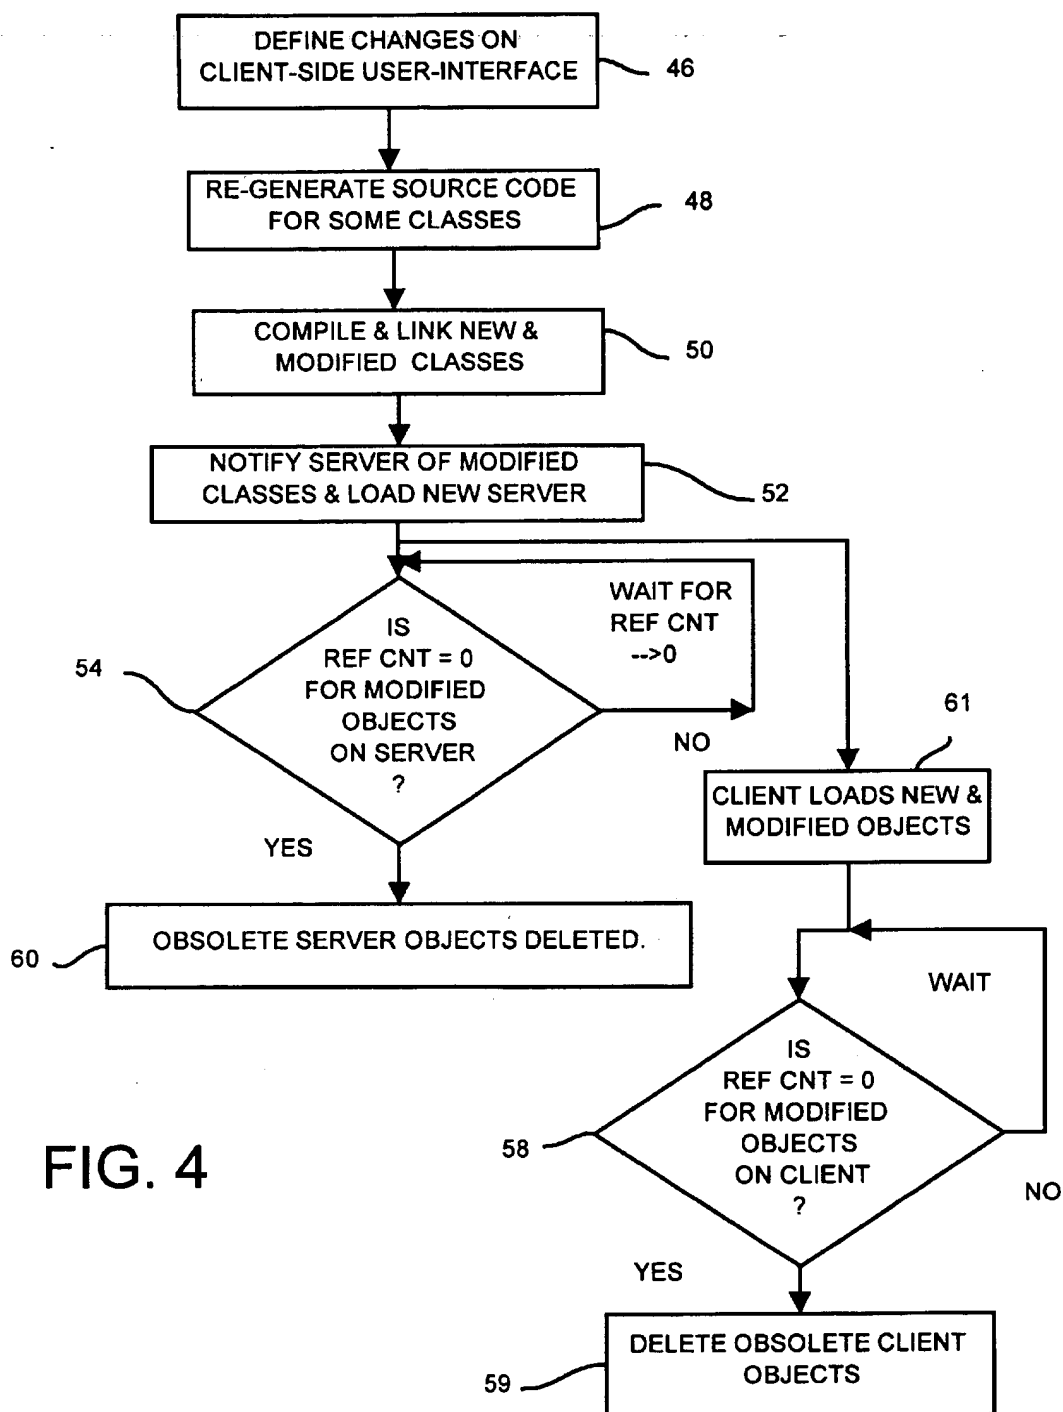 DEFINE CHANGES ON
CLIENT-SIDE USER-INTERFACE
46
RE-GENERATE SOURCE CODE
FOR SOME CLASSES
48
COMPILE & LINK NEW &
MODIFIED CLASSES
50
NOTIFY SERVER OF MODIFIED
CLASSES & LOAD NEW SERVER
52
WAIT FOR
REF CNT
-->0
IS
REF CNT = 0
FOR MODIFIED
OBJECTS
ON SERVER
?
54
NO
YES
61
CLIENT LOADS NEW &
MODIFIED OBJECTS
OBSOLETE SERVER OBJECTS DELETED.
60
WAIT
IS
REF CNT = 0
FOR MODIFIED
OBJECTS
ON CLIENT
?
58
NO
YES
DELETE OBSOLETE CLIENT
OBJECTS
59
FIG. 4